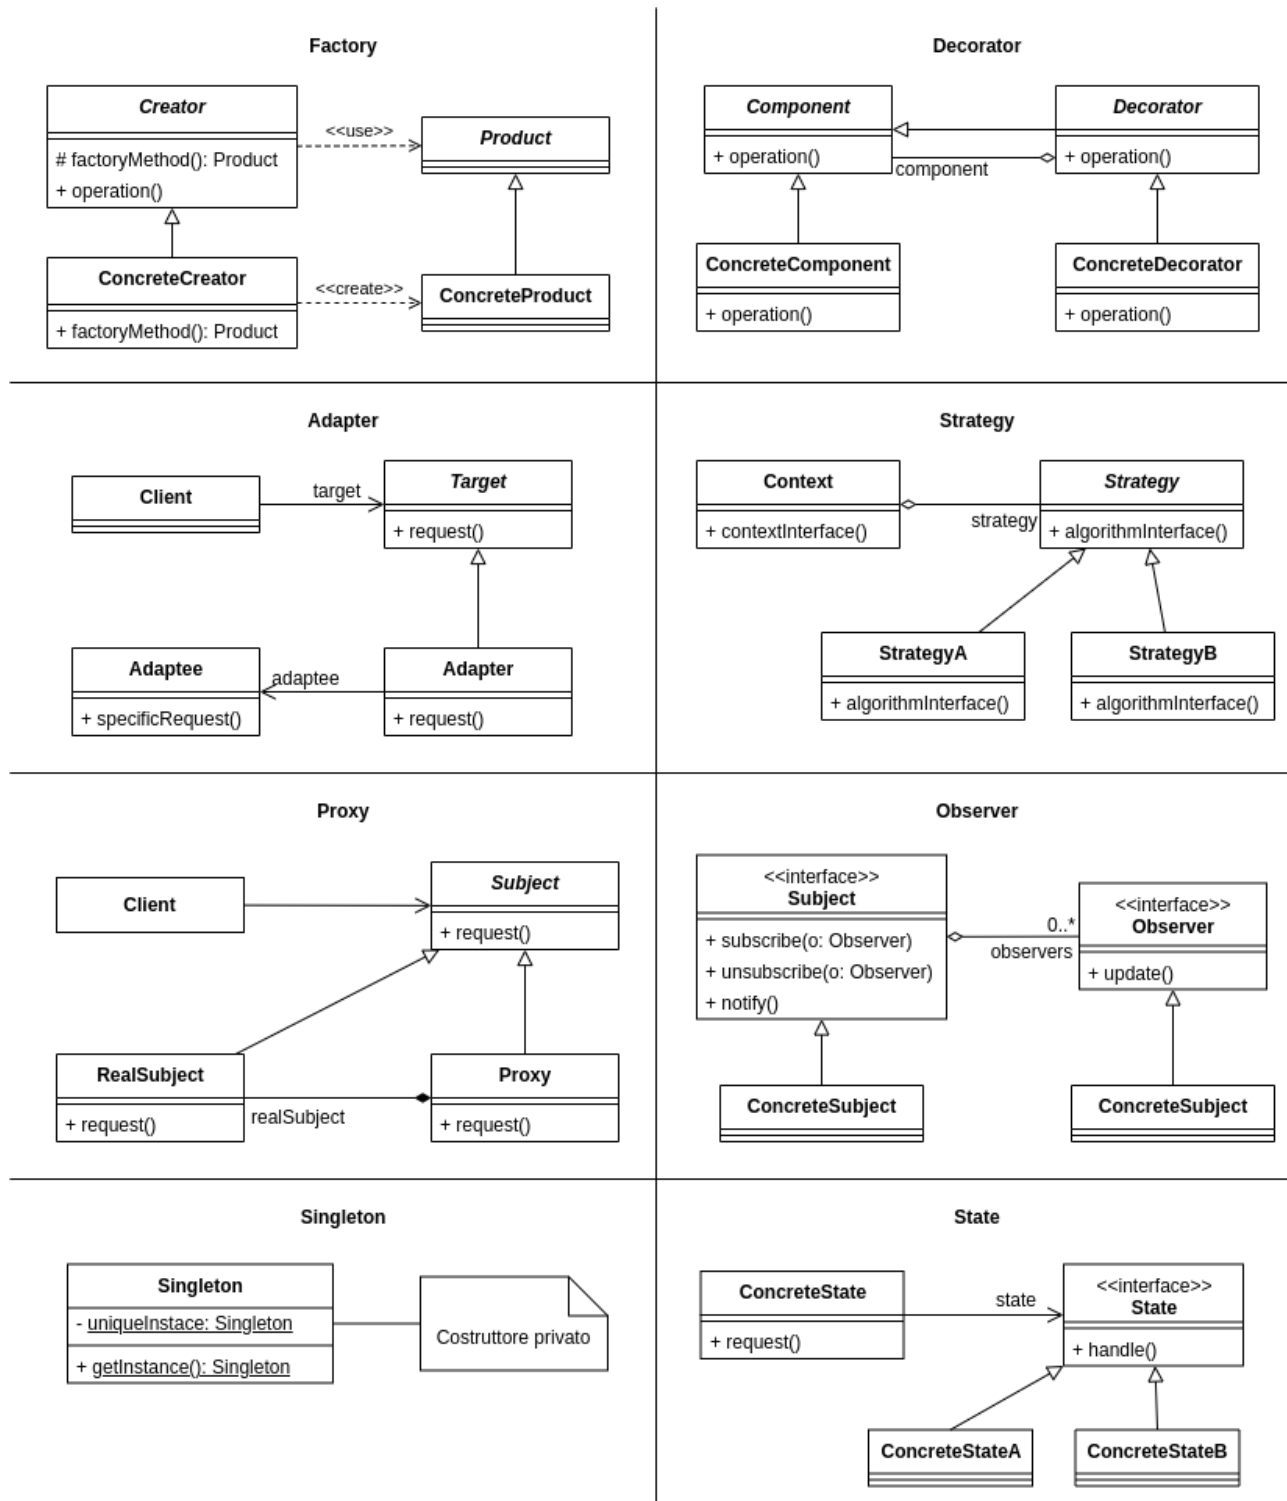 Factory
Creator
# factoryMethod(): Product
+ operation()
<<use>>
Product
ConcreteCreator
+ factoryMethod(): Product
<<create>>
ConcreteProduct
Decorator
Component
+ operation()
Decorator
+ operation()
component
ConcreteComponent
+ operation()
ConcreteDecorator
+ operation()
Adapter
Client
target
Target
+ request()
Adaptee
+ specificRequest()
adaptee
Adapter
+ request()
Strategy
Context
+ contextInterface()
strategy
Strategy
+ algorithmInterface()
StrategyA
+ algorithmInterface()
StrategyB
+ algorithmInterface()
Proxy
Client
Subject
+ request()
RealSubject
+ request()
realSubject
Proxy
+ request()
Observer
<<interface>>
Subject
+ subscribe(o: Observer)
+ unsubscribe(o: Observer)
+ notify()
0..*
observers
<<interface>>
Observer
+ update()
ConcreteSubject
ConcreteSubject
Singleton
Singleton
- uniqueInstace: Singleton
+ getInstance(): Singleton
Costruttore privato
State
ConcreteState
+ request()
state
<<interface>>
State
+ handle()
ConcreteStateA
ConcreteStateB